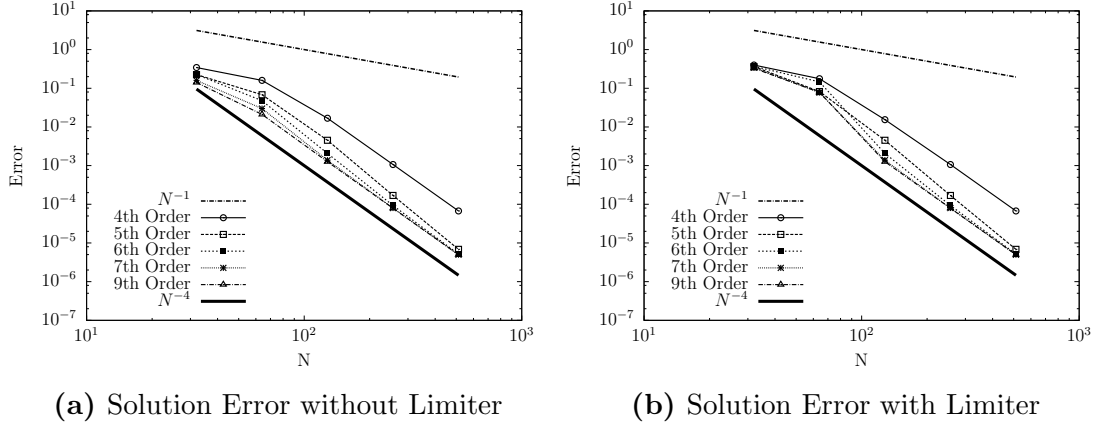 10^1
10^0
10^-1
10^-2
10^-3
10^-4
10^-5
10^-6
10^-7
Error
N^-1
4th Order
5th Order
6th Order
7th Order
9th Order
N^-4
10^1 10^2 10^3
N
(a) Solution Error without Limiter
10^1
10^0
10^-1
10^-2
10^-3
10^-4
10^-5
10^-6
10^-7
Error
N^-1
4th Order
5th Order
6th Order
7th Order
9th Order
N^-4
10^1 10^2 10^3
N
(b) Solution Error with Limiter